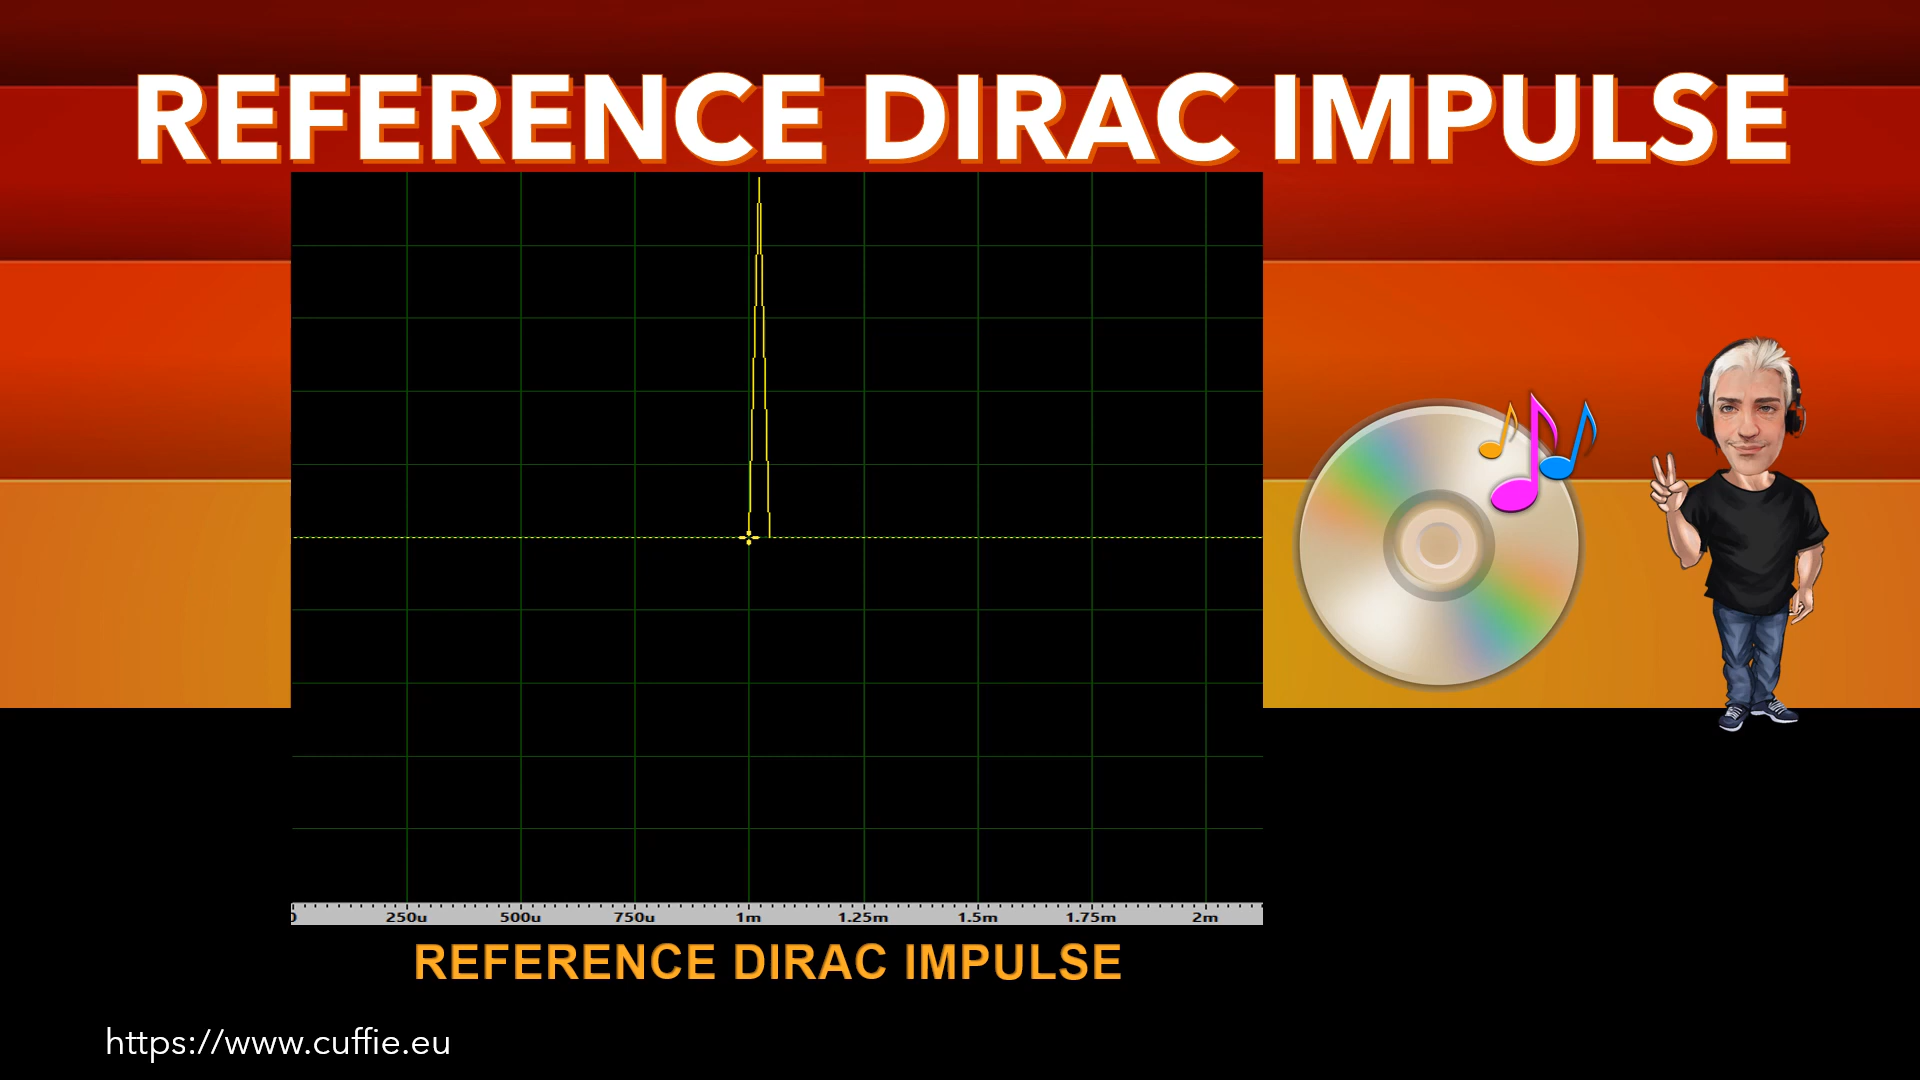 REFERENCE DIRAC IMPULSE
0 250u 500u 750u 1m 1.25m 1.5m 1.75m 2m
REFERENCE DIRAC IMPULSE
https://www.cuffie.eu